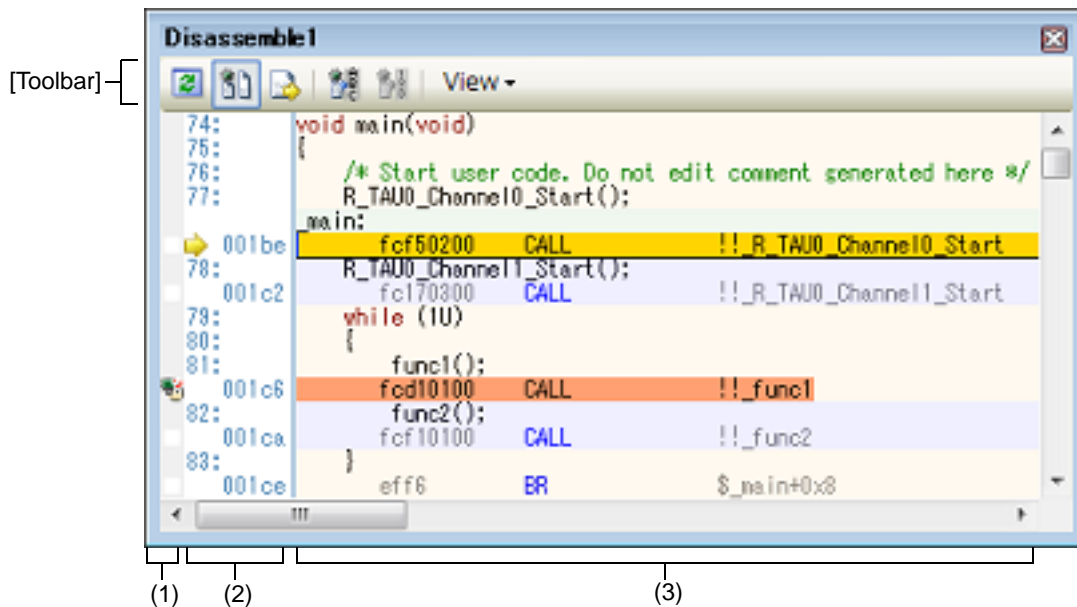 Disassemble1
[Toolbar]
View
74: void main(void)
75: {
76: /* Start user code. Do not edit comment generated here */
77: R_TAU0_Channel0_Start();
_main:
001be fcf50200 CALL !!_R_TAU0_Channel0_Start
78: R_TAU0_Channel1_Start();
001c2 fc170300 CALL !!_R_TAU0_Channel1_Start
79: while (1U)
80: {
81: func1();
001c6 fcd10100 CALL !!_func1
82: func2();
001ca fcf10100 CALL !!_func2
83: }
001ce eff6 BR $_main+0x8
(1) (2) (3)